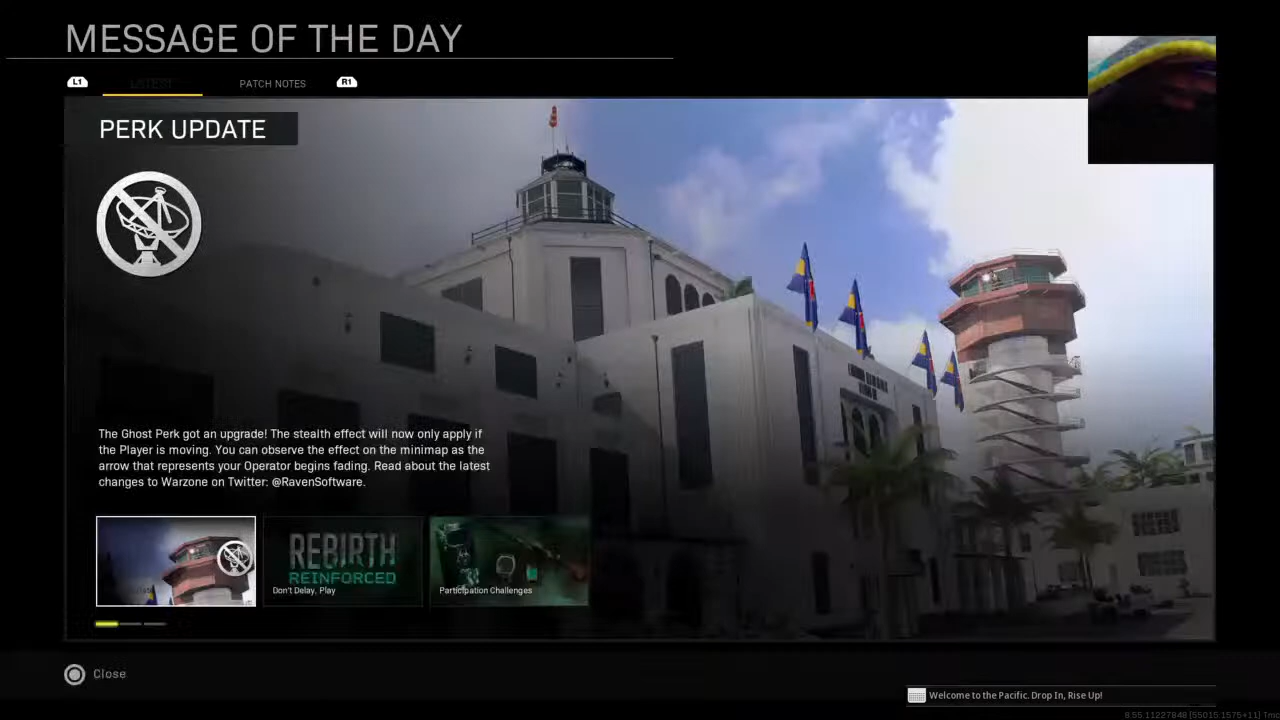 MESSAGE OF THE DAY
L1
LATEST
PATCH NOTES
R1
PERK UPDATE
The Ghost Perk got an upgrade! The stealth effect will now only apply if
the Player is moving. You can observe the effect on the minimap as the
arrow that represents your Operator begins fading. Read about the latest
changes to Warzone on Twitter: @RavenSoftware.
REBIRTH
REINFORCED
Don't Delay, Play
Participation Challenges
Close
Welcome to the Pacific. Drop In, Rise Up!